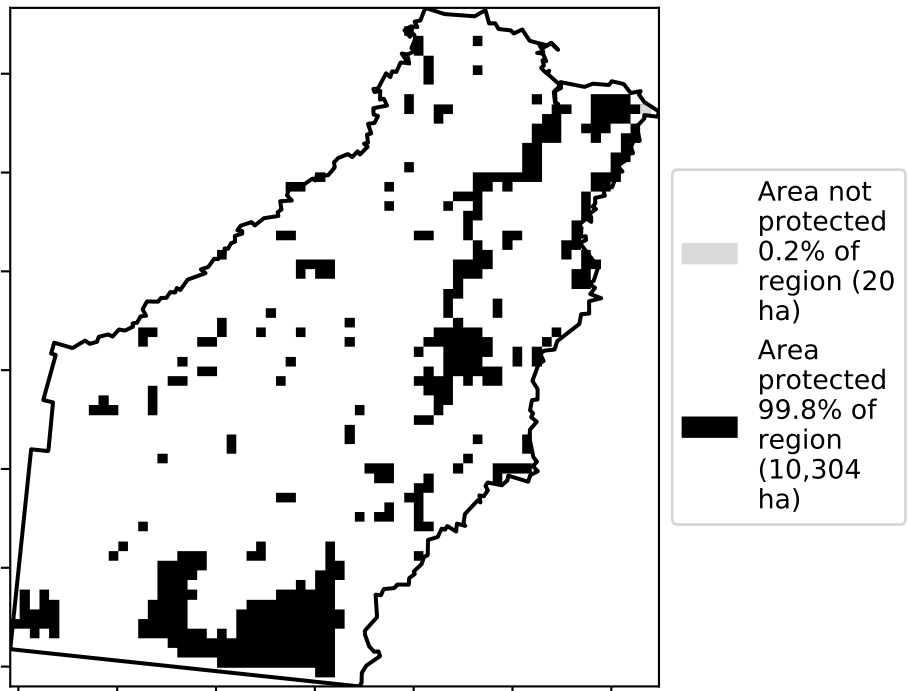 Area not
protected
0.2% of
region (20
ha)
Area
protected
99.8% of
region
(10,304
ha)